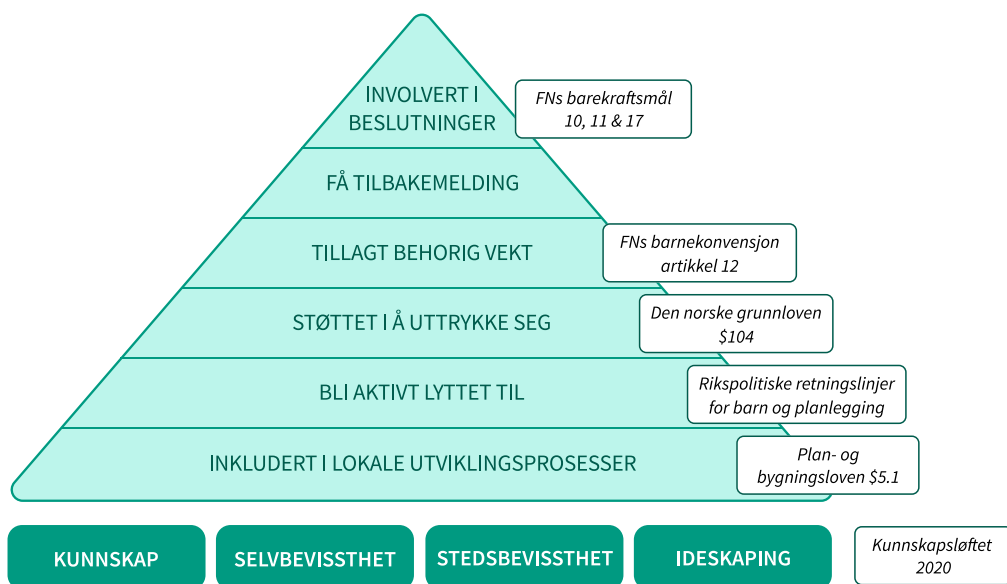 INVOLVERT I
BESLUTNINGER
FNs barekraftsmål
10, 11 & 17
FÅ TILBAKEMELDING
TILLAGT BEHORIG VEKT
FNs barnekonvensjon
artikkel 12
STØTTET I Å UTTRYKKE SEG
Den norske grunnloven
$104
BLI AKTIVT LYTTET TIL
Rikspolitiske retningslinjer
for barn og planlegging
INKLUDERT I LOKALE UTVIKLINGSPROSESSER
Plan- og
bygningsloven $5.1
KUNNSKAP
SELVBEVISSTHET
STEDSBEVISSTHET
IDESKAPING
Kunnskapsløftet
2020